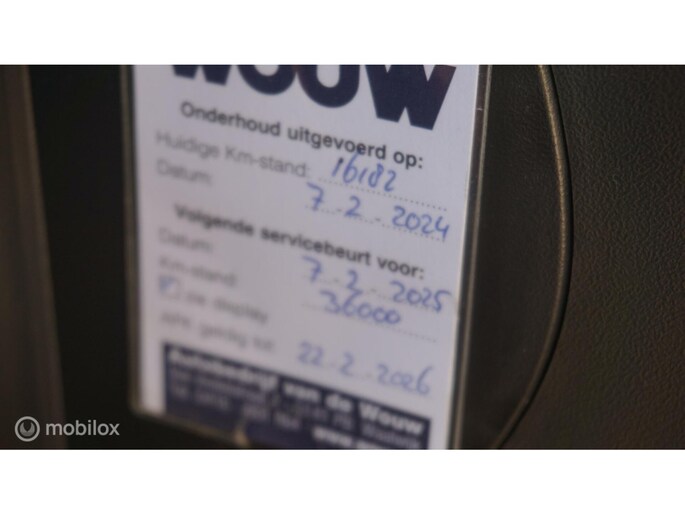 WOUW
Onderhoud uitgevoerd op:
Huidige Km-stand: 16182
Datum: 7-2-2024
Volgende servicebeurt voor:
Datum: 7-2-2025
Km-stand: 36000
zie display
APK geldig tot: 22-2-2026
Autobedrijf van de Wouw
mobilox